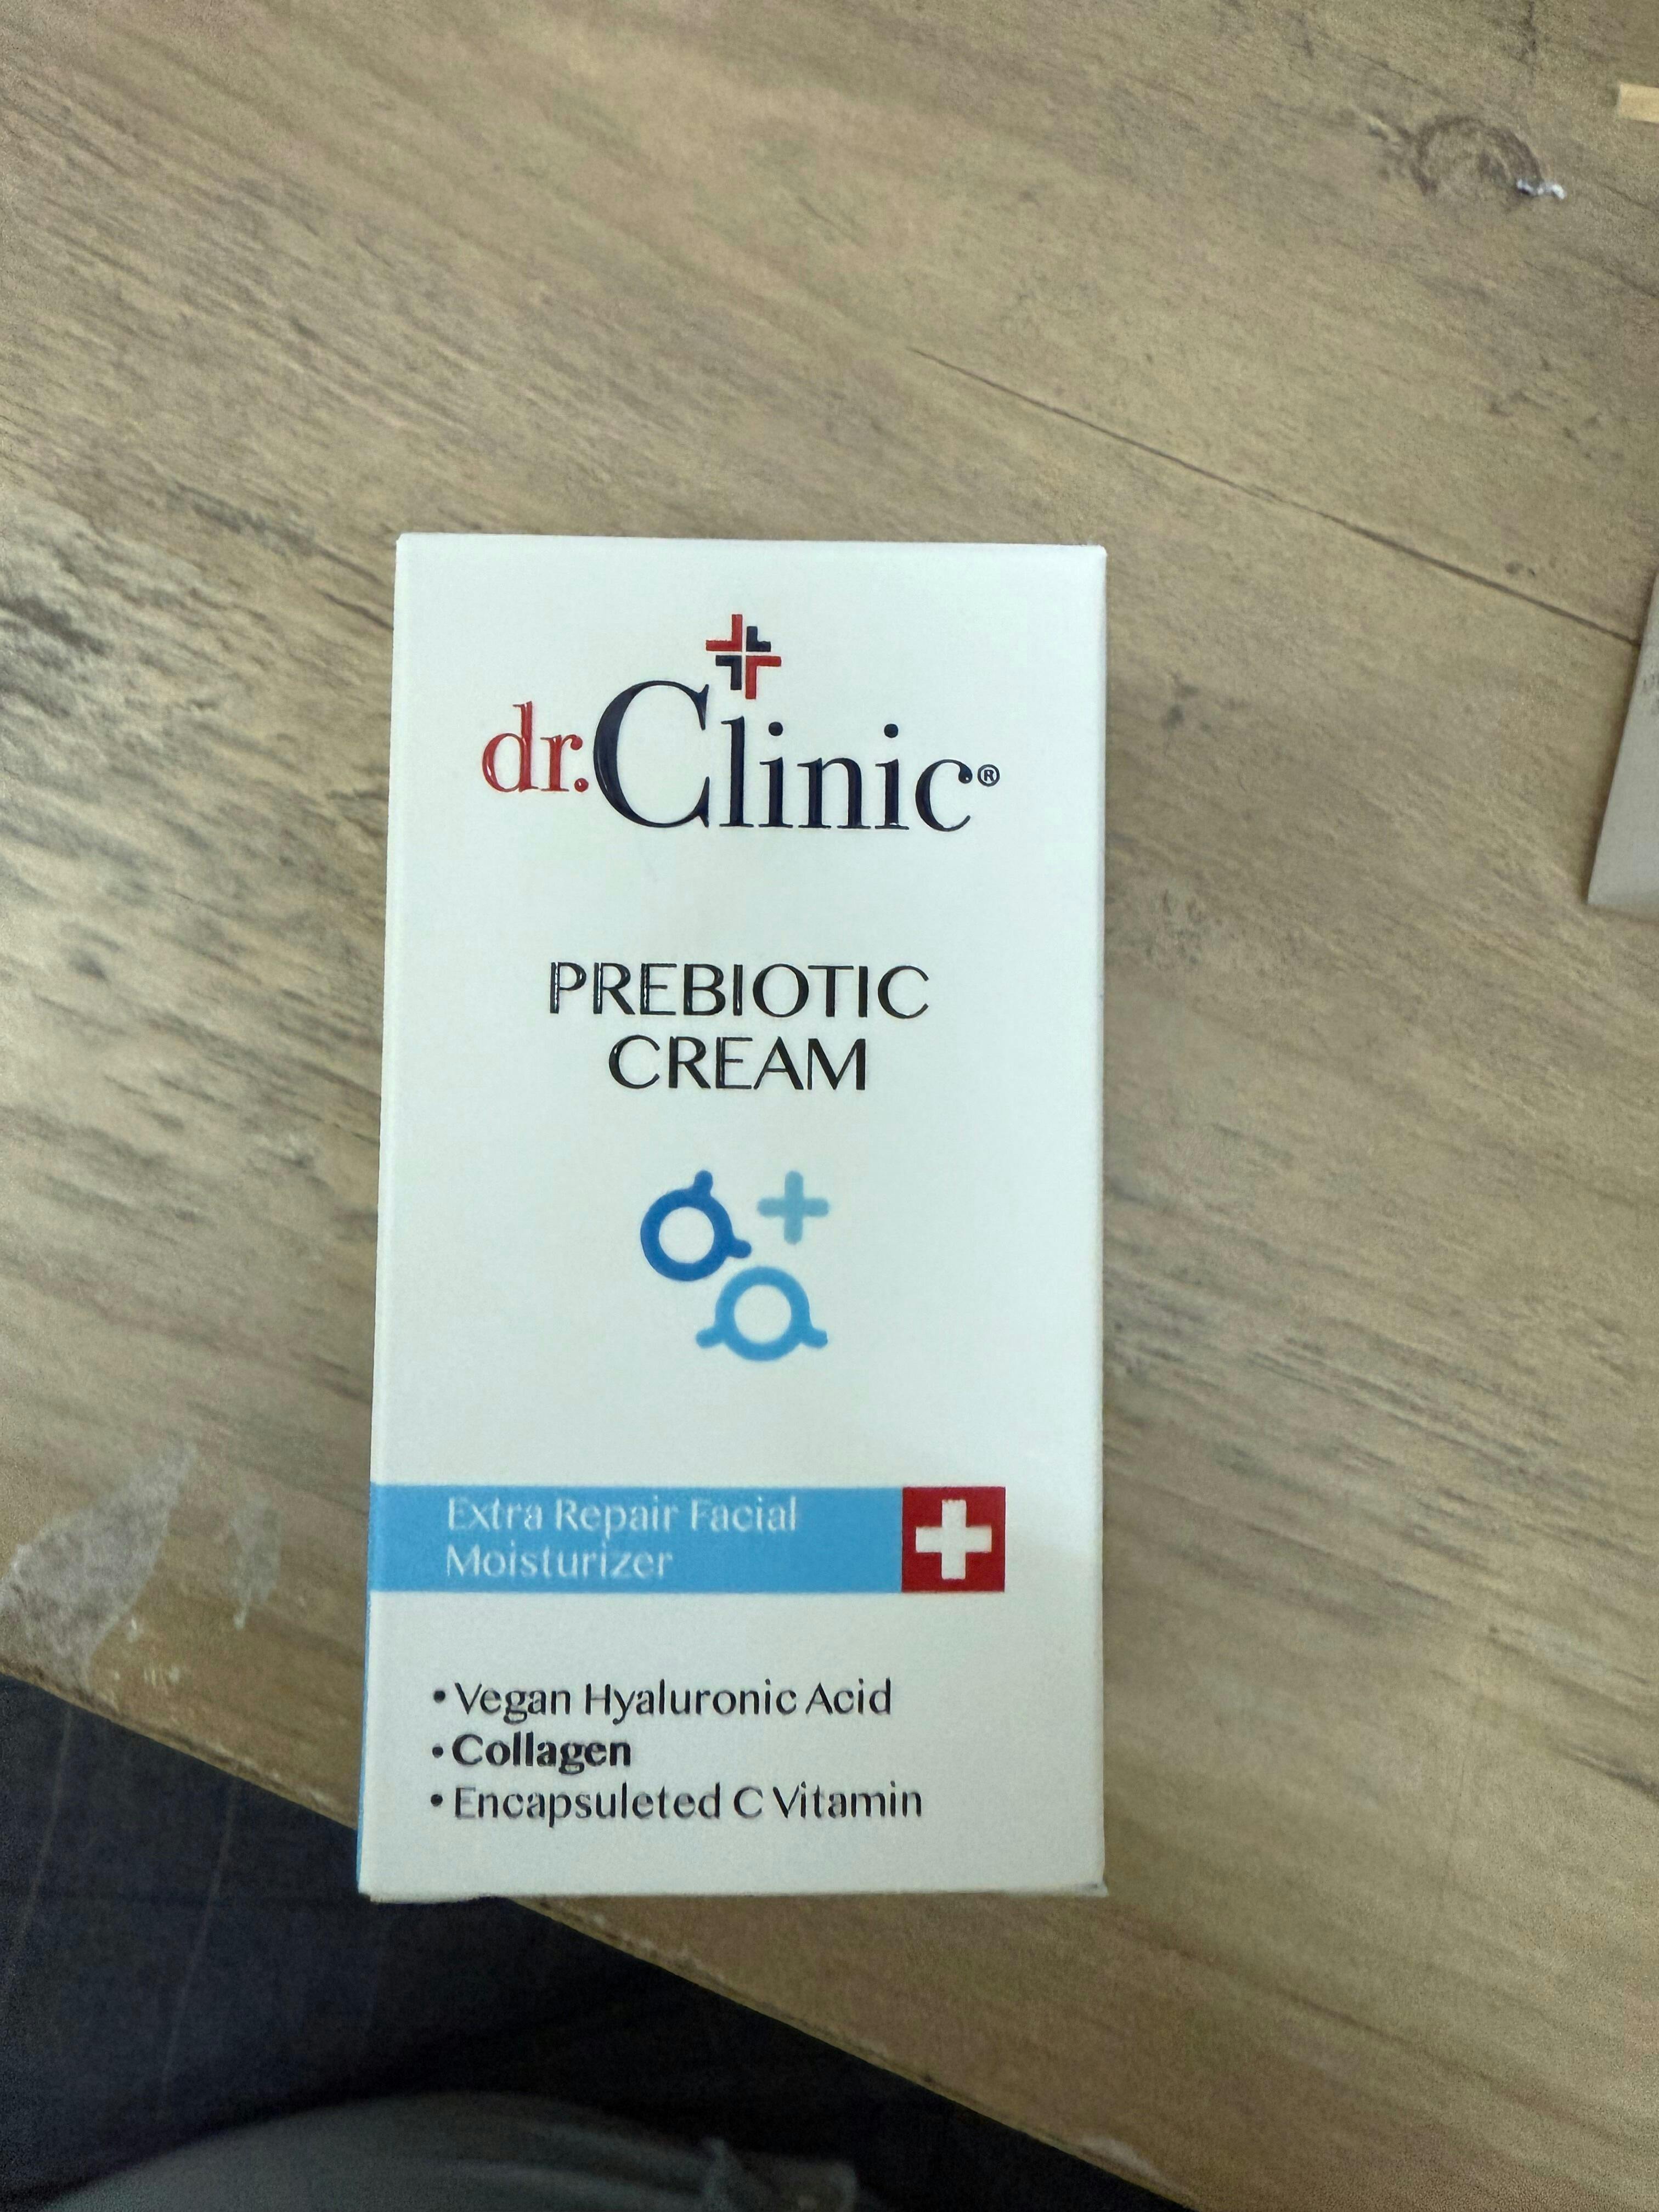 dr.Clinic®
PREBIOTIC
CREAM
Extra Repair Facial
Moisturizer
• Vegan Hyaluronic Acid
• Collagen
• Encapsuleted C Vitamin